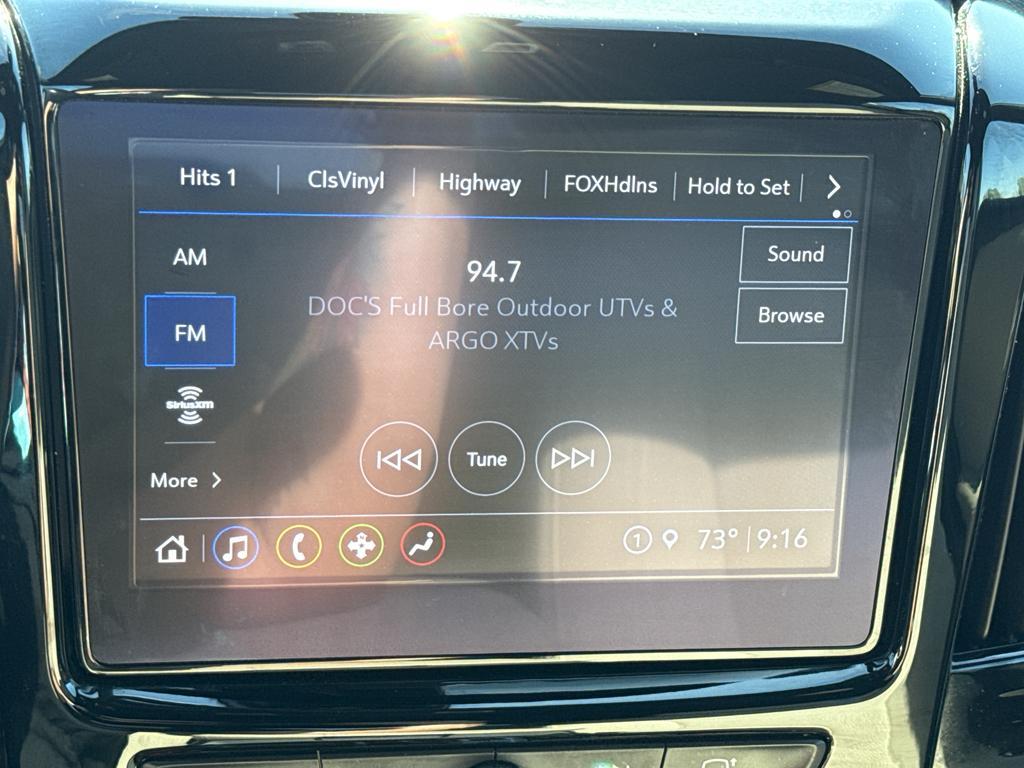 Hits 1 | ClsVinyl | Highway | FOXHdlns | Hold to Set
AM
94.7
Sound
DOC'S Full Bore Outdoor UTVs &
ARGO XTVs
Browse
FM
SiriusXM
More
Tune
1 73° | 9:16